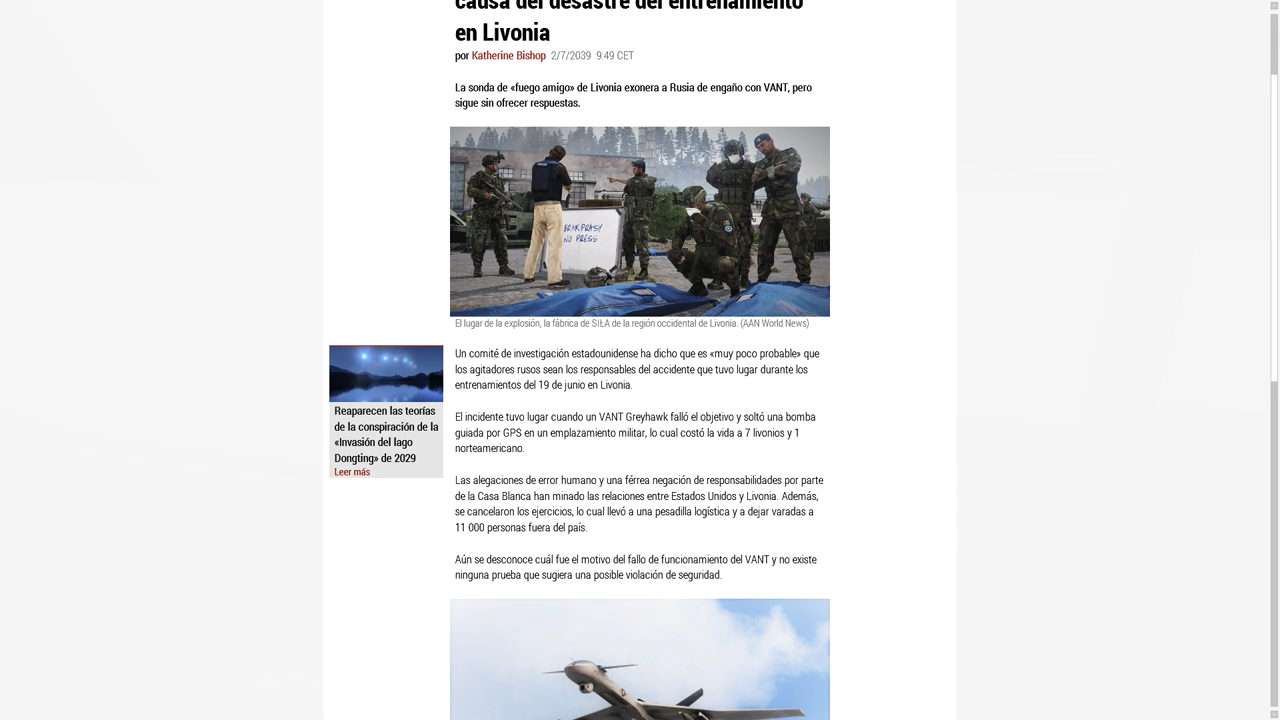 causa del desastre del entrenamiento
en Livonia
por Katherine Bishop 2/7/2039 9:49 CET
La sonda de «fuego amigo» de Livonia exonera a Rusia de engaño con VANT, pero
sigue sin ofrecer respuestas.
NO PRESS
El lugar de la explosión, la fábrica de SIŁA de la región occidental de Livonia. (AAN World News)
Reaparecen las teorías
de la conspiración de la
«Invasión del lago
Dongting» de 2029
Leer más
Un comité de investigación estadounidense ha dicho que es «muy poco probable» que
los agitadores rusos sean los responsables del accidente que tuvo lugar durante los
entrenamientos del 19 de junio en Livonia.
El incidente tuvo lugar cuando un VANT Greyhawk falló el objetivo y soltó una bomba
guiada por GPS en un emplazamiento militar, lo cual costó la vida a 7 livonios y 1
norteamericano.
Las alegaciones de error humano y una férrea negación de responsabilidades por parte
de la Casa Blanca han minado las relaciones entre Estados Unidos y Livonia. Además,
se cancelaron los ejercicios, lo cual llevó a una pesadilla logística y a dejar varadas a
11 000 personas fuera del país.
Aún se desconoce cuál fue el motivo del fallo de funcionamiento del VANT y no existe
ninguna prueba que sugiera una posible violación de seguridad.